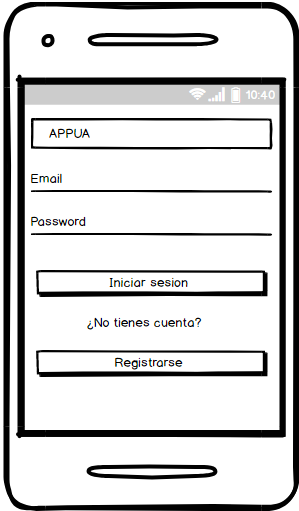 10:40
APPUA
Email
Password
Iniciar sesion
¿No tienes cuenta?
Registrarse